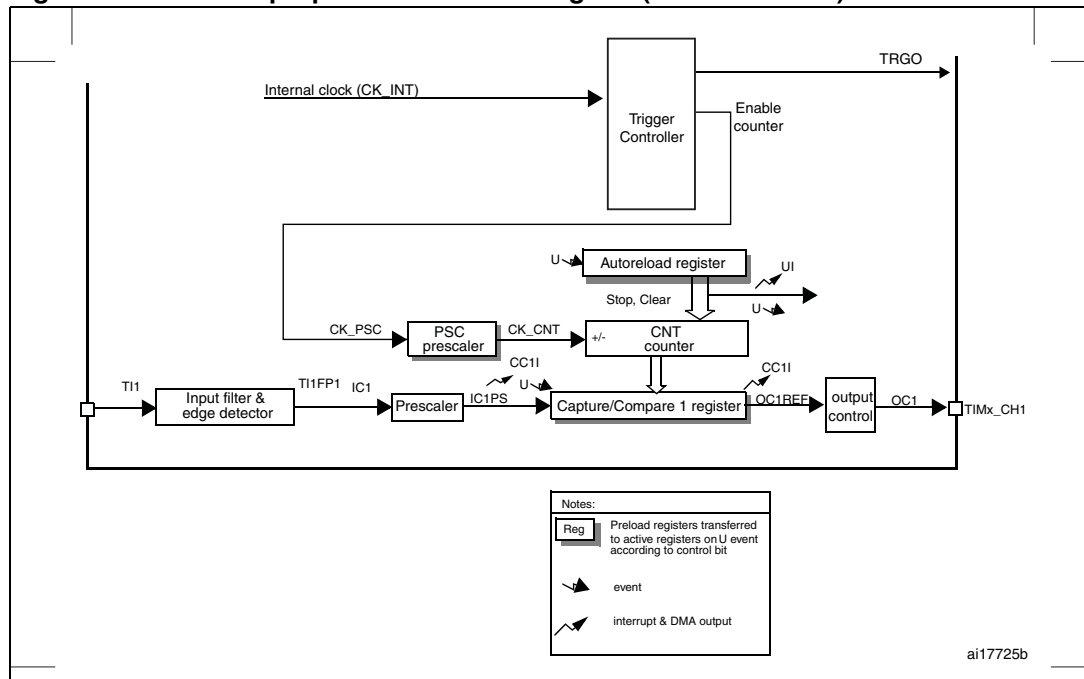 TRGO
Internal clock (CK_INT)
Enable
counter
Trigger
Controller
U
Autoreload register
UI
Stop, Clear
U
CK_PSC
PSC
prescaler
CK_CNT
+/-
CNT
counter
CC1I
CC1I
TI1
Input filter &
edge detector
TI1FP1
IC1
Prescaler
IC1PS
U
Capture/Compare 1 register
OC1REF
output
control
OC1
TIMx_CH1
Notes:
Reg
Preload registers transferred
to active registers on U event
according to control bit
event
interrupt & DMA output
ai17725b